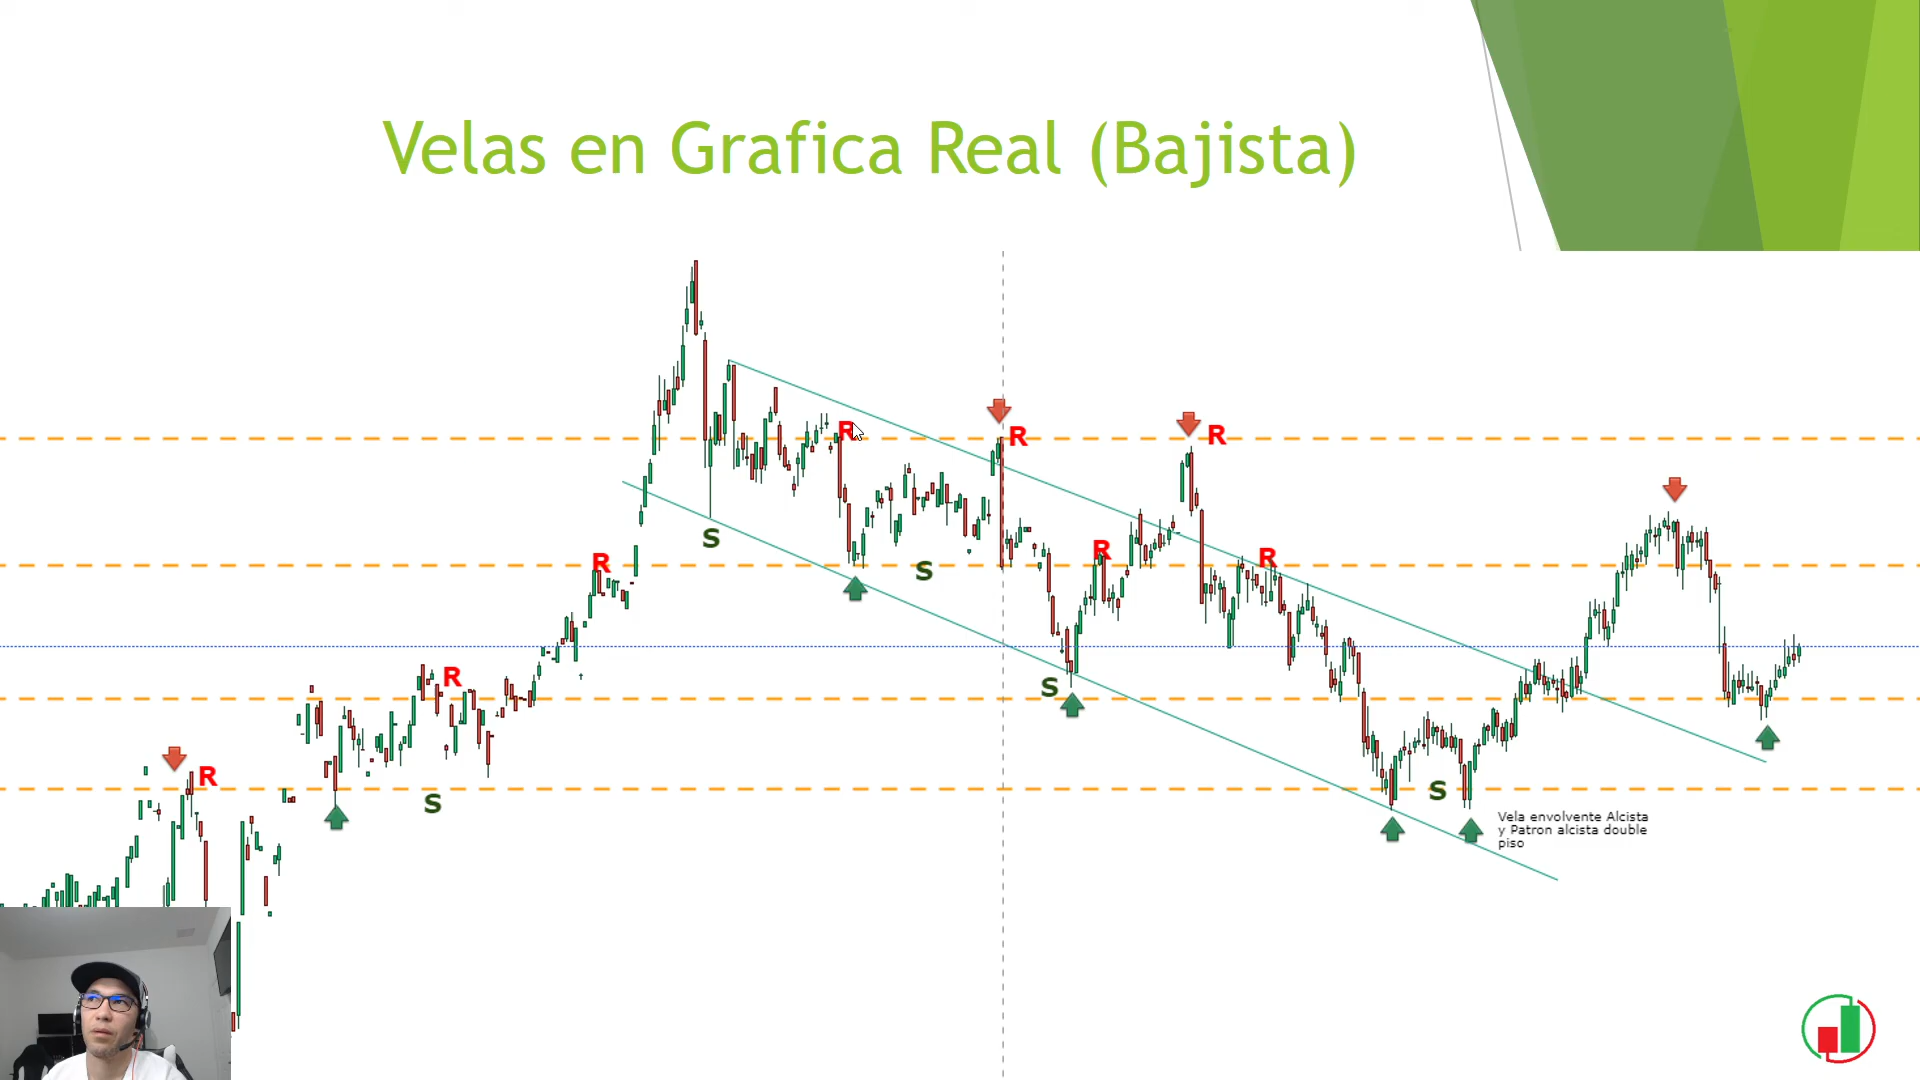 Velas en Grafica Real (Bajista)
R
R
R
R
S
R
R
R
S
S
R
S
R
S
S
Vela envolvente Alcista
y Patron alcista double
piso